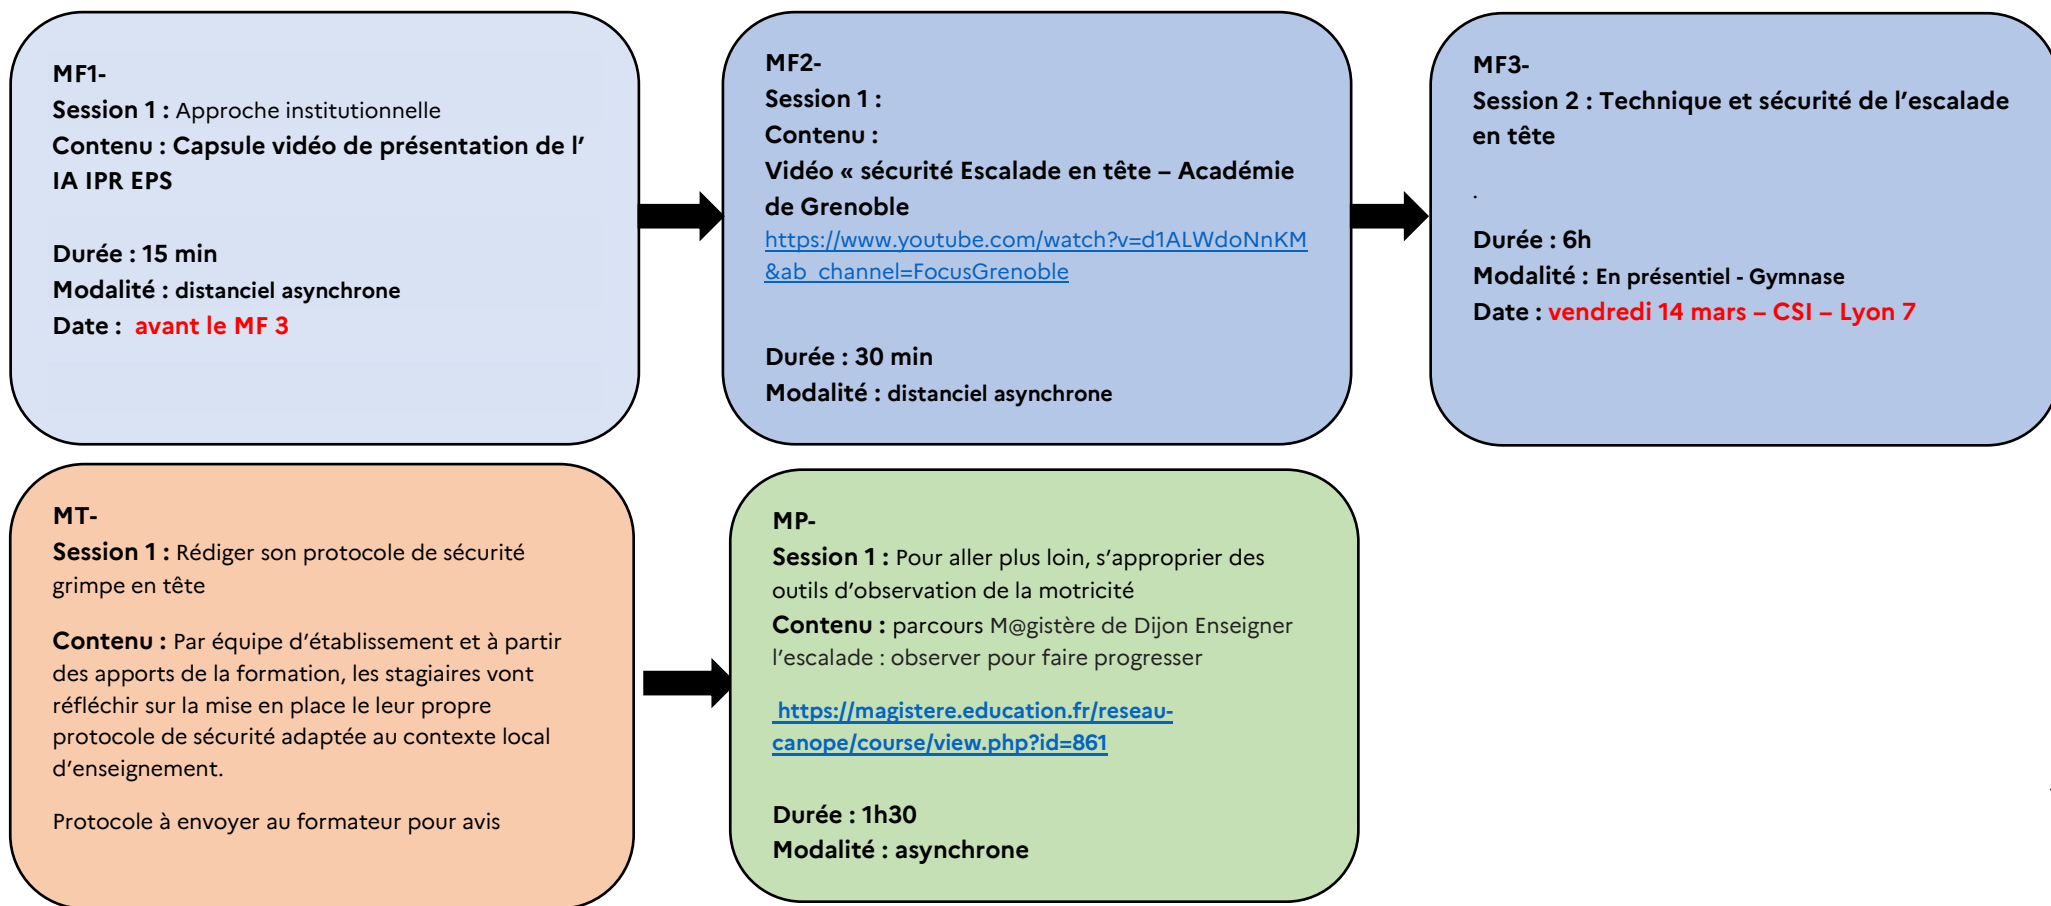 MF1-
Session 1 : Approche institutionnelle
Contenu : Capsule vidéo de présentation de l’
IA IPR EPS
Durée : 15 min
Modalité : distanciel asynchrone
Date : avant le MF 3
MF2-
Session 1 :
Contenu :
Vidéo « sécurité Escalade en tête – Académie
de Grenoble
https://www.youtube.com/watch?v=d1ALWdoNnKM
&ab_channel=FocusGrenoble
Durée : 30 min
Modalité : distanciel asynchrone
MF3-
Session 2 : Technique et sécurité de l’escalade
en tête
.
Durée : 6h
Modalité : En présentiel - Gymnase
Date : vendredi 14 mars – CSI – Lyon 7
MT-
Session 1 : Rédiger son protocole de sécurité
grimpe en tête
Contenu : Par équipe d’établissement et à partir
des apports de la formation, les stagiaires vont
réfléchir sur la mise en place le leur propre
protocole de sécurité adaptée au contexte local
d’enseignement.
Protocole à envoyer au formateur pour avis
MP-
Session 1 : Pour aller plus loin, s’approprier des
outils d’observation de la motricité
Contenu : parcours M@gistère de Dijon Enseigner
l’escalade : observer pour faire progresser
https://magistere.education.fr/reseau-
canope/course/view.php?id=861
Durée : 1h30
Modalité : asynchrone